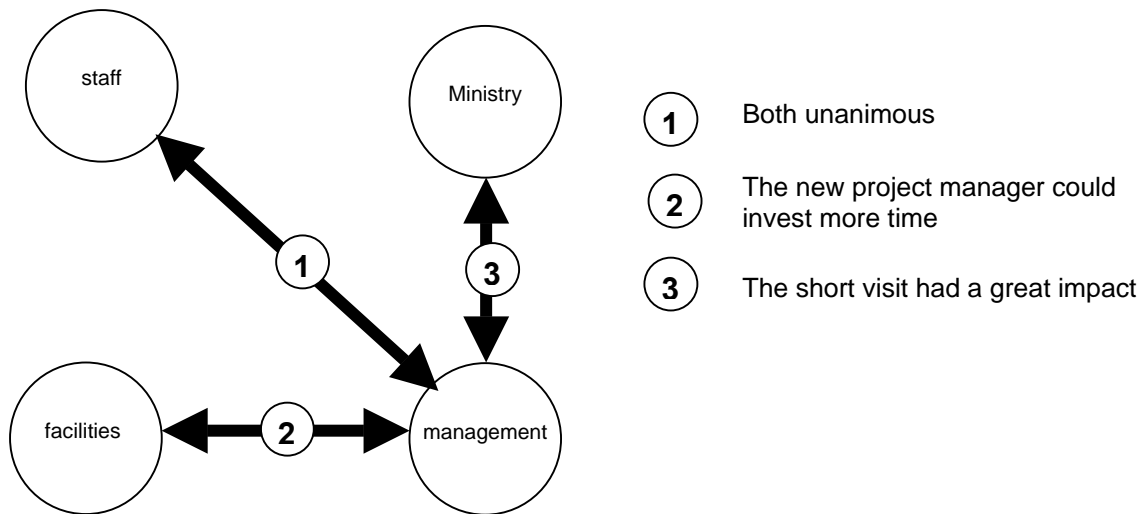 staff
Ministry
1
3
facilities
2
management
1 Both unanimous
2 The new project manager could
invest more time
3 The short visit had a great impact